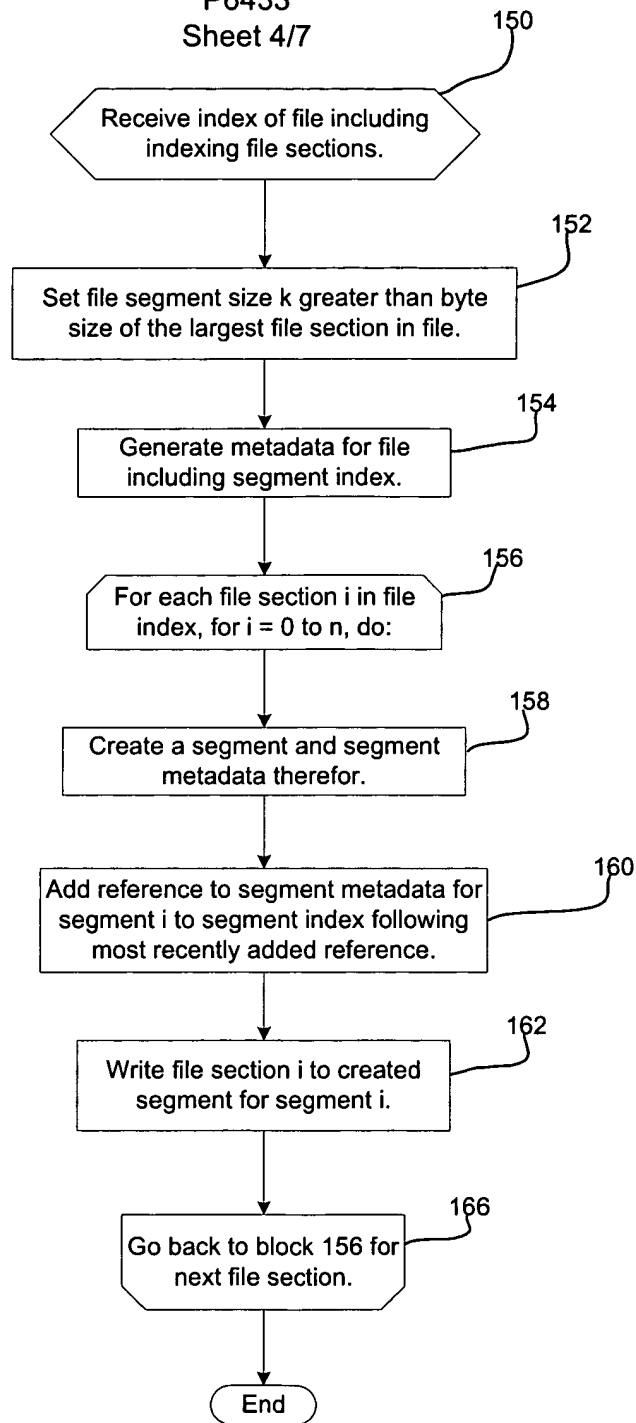 P6433
Sheet 4/7
150
Receive index of file including
indexing file sections.
152
Set file segment size k greater than byte
size of the largest file section in file.
154
Generate metadata for file
including segment index.
156
For each file section i in file
index, for i = 0 to n, do:
158
Create a segment and segment
metadata therefor.
160
Add reference to segment metadata for
segment i to segment index following
most recently added reference.
162
Write file section i to created
segment for segment i.
166
Go back to block 156 for
next file section.
End